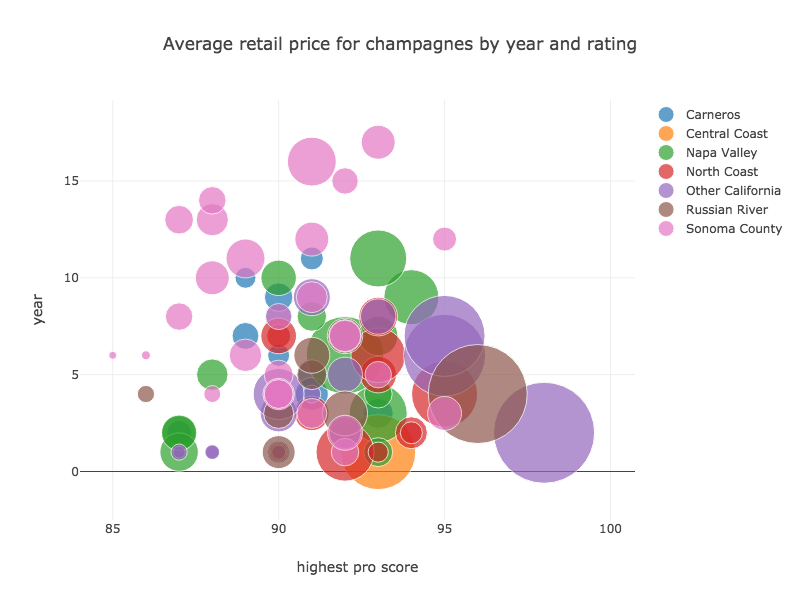 Average retail price for champagnes by year and rating
Carneros
Central Coast
Napa Valley
North Coast
Other California
Russian River
Sonoma County
year
15
10
5
0
85
90
95
100
highest pro score